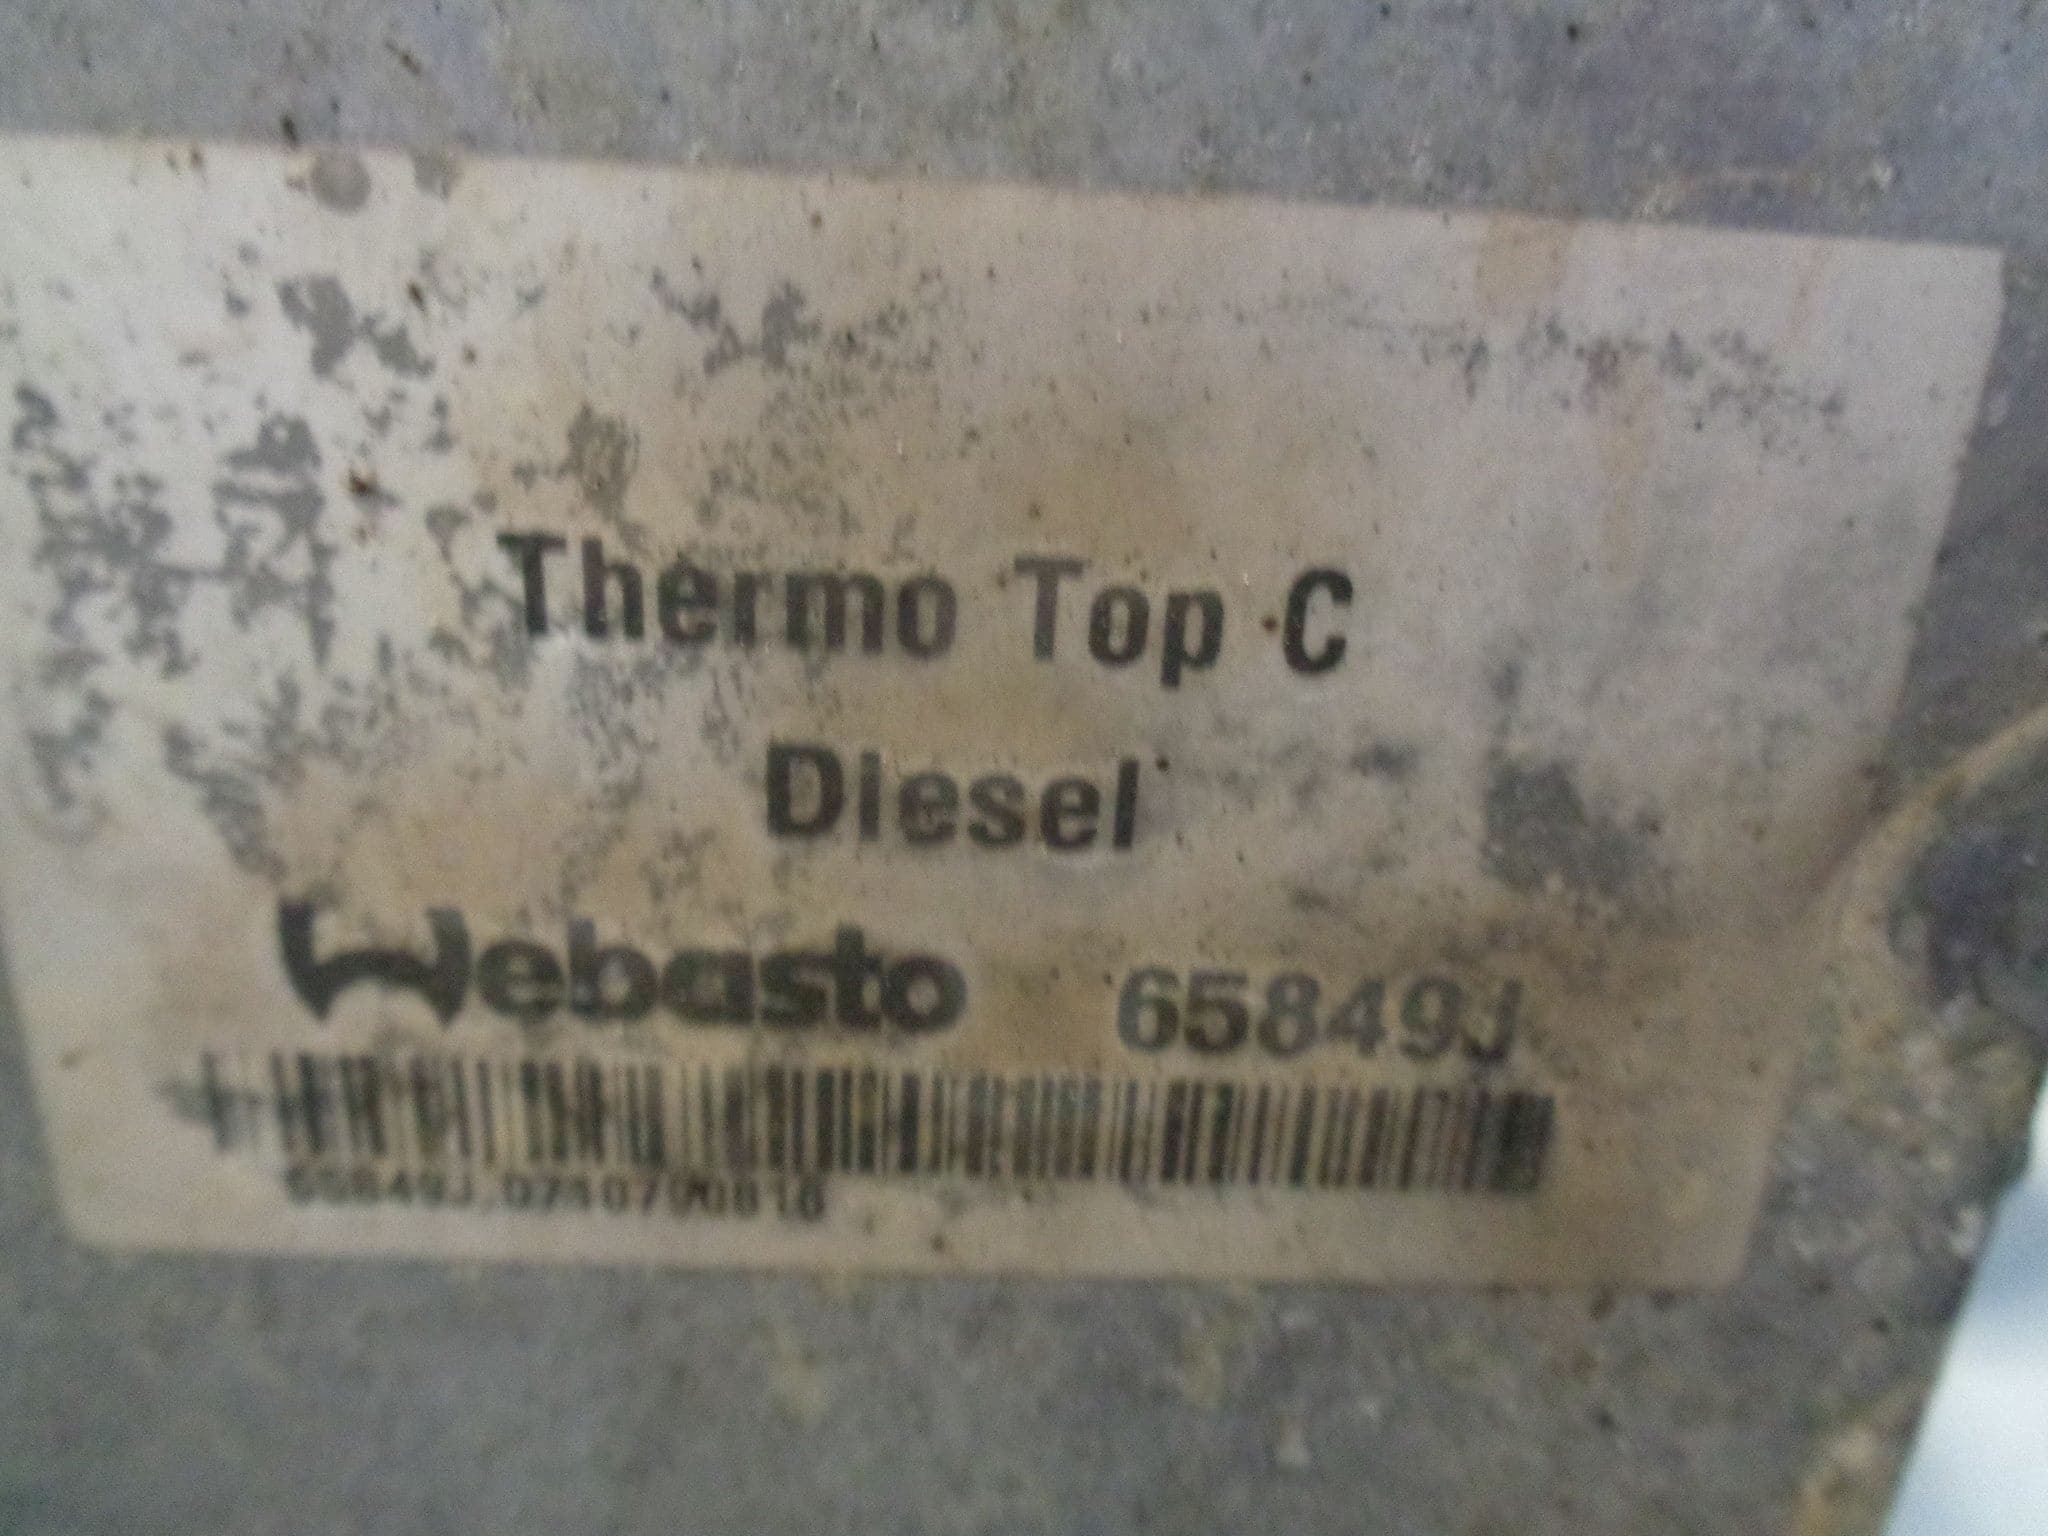 Thermo Top C
Diesel
Webasto 65849J